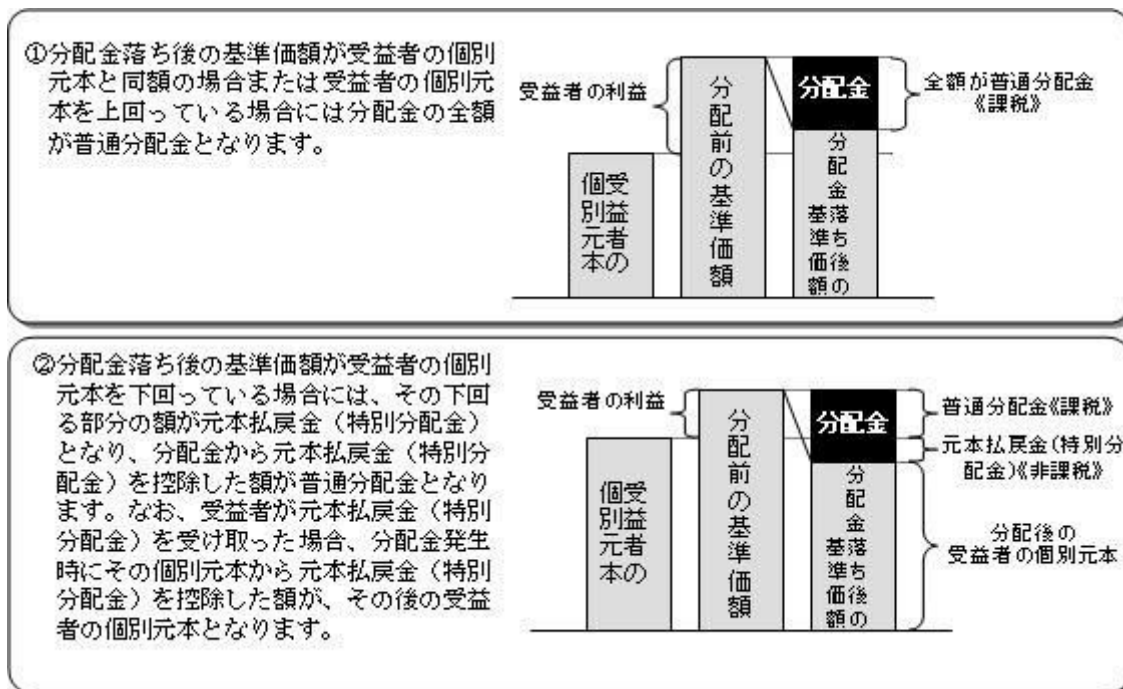 ①分配金落ち後の基準価額が受益者の個別
元本と同額の場合または受益者の個別元
本を上回っている場合には分配金の全額
が普通分配金となります。
受益者の利益
受益者の
個別元本
分配前の基準価額
分配金
分配金落ち後の
基準価額
全額が普通分配金
《課税》
②分配金落ち後の基準価額が受益者の個別
元本を下回っている場合には、その下回
る部分の額が元本払戻金（特別分配金）
となり、分配金から元本払戻金（特別分
配金）を控除した額が普通分配金となり
ます。なお、受益者が元本払戻金（特別
分配金）を受け取った場合、分配金発生
時にその個別元本から元本払戻金（特別
分配金）を控除した額が、その後の受益
者の個別元本となります。
受益者の利益
受益者の
個別元本
分配前の基準価額
分配金
分配金落ち後の
基準価額
普通分配金《課税》
元本払戻金（特別分
配金）《非課税》
分配後の
受益者の個別元本